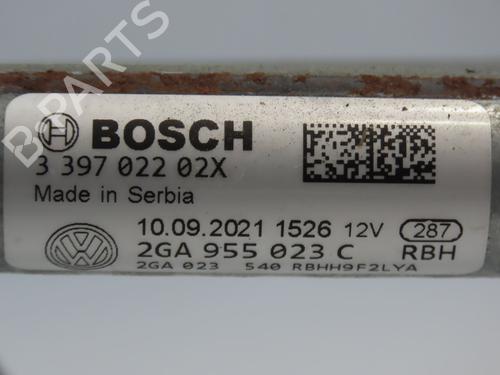 B-PARTS
BOSCH
3 397 022 02X
Made in Serbia
10.09.2021 1526 12V 287
2GA 955 023 C RBH
2GA 023 540 RBHH9F2LYA